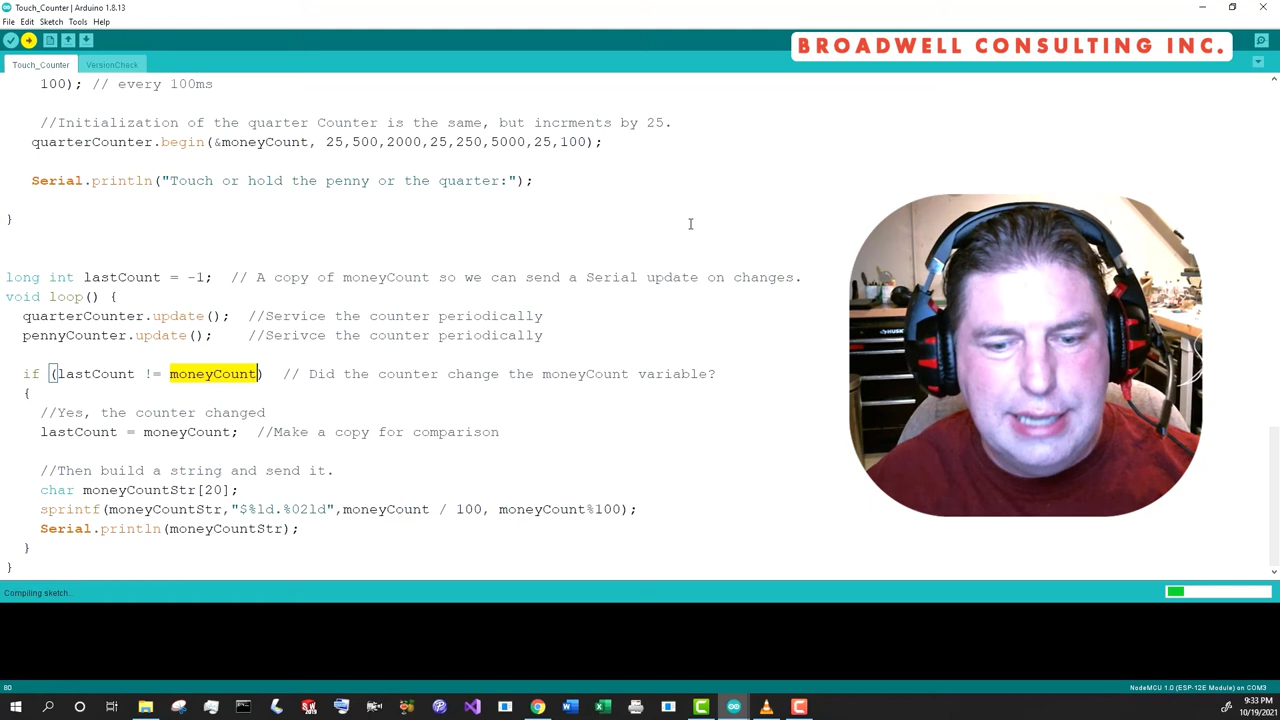 Touch_Counter | Arduino 1.8.13
File Edit Sketch Tools Help
BROADWELL CONSULTING INC.
Touch_Counter VersionCheck
100); // every 100ms
//Initialization of the quarter Counter is the same, but incrments by 25.
quarterCounter.begin(&moneyCount, 25,500,2000,25,250,5000,25,100);
Serial.println("Touch or hold the penny or the quarter:");
}
long int lastCount = -1; // A copy of moneyCount so we can send a Serial update on changes.
void loop() {
quarterCounter.update(); //Service the counter periodically
pennyCounter.update(); //Serivce the counter periodically
if (lastCount != moneyCount) // Did the counter change the moneyCount variable?
{
//Yes, the counter changed
lastCount = moneyCount; //Make a copy for comparison
//Then build a string and send it.
char moneyCountStr[20];
sprintf(moneyCountStr,"$%ld.%02ld",moneyCount / 100, moneyCount%100);
Serial.println(moneyCountStr);
}
}
Compiling sketch...
80
NodeMCU 1.0 (ESP-12E Module) on COM3
9:33 PM
10/19/2021